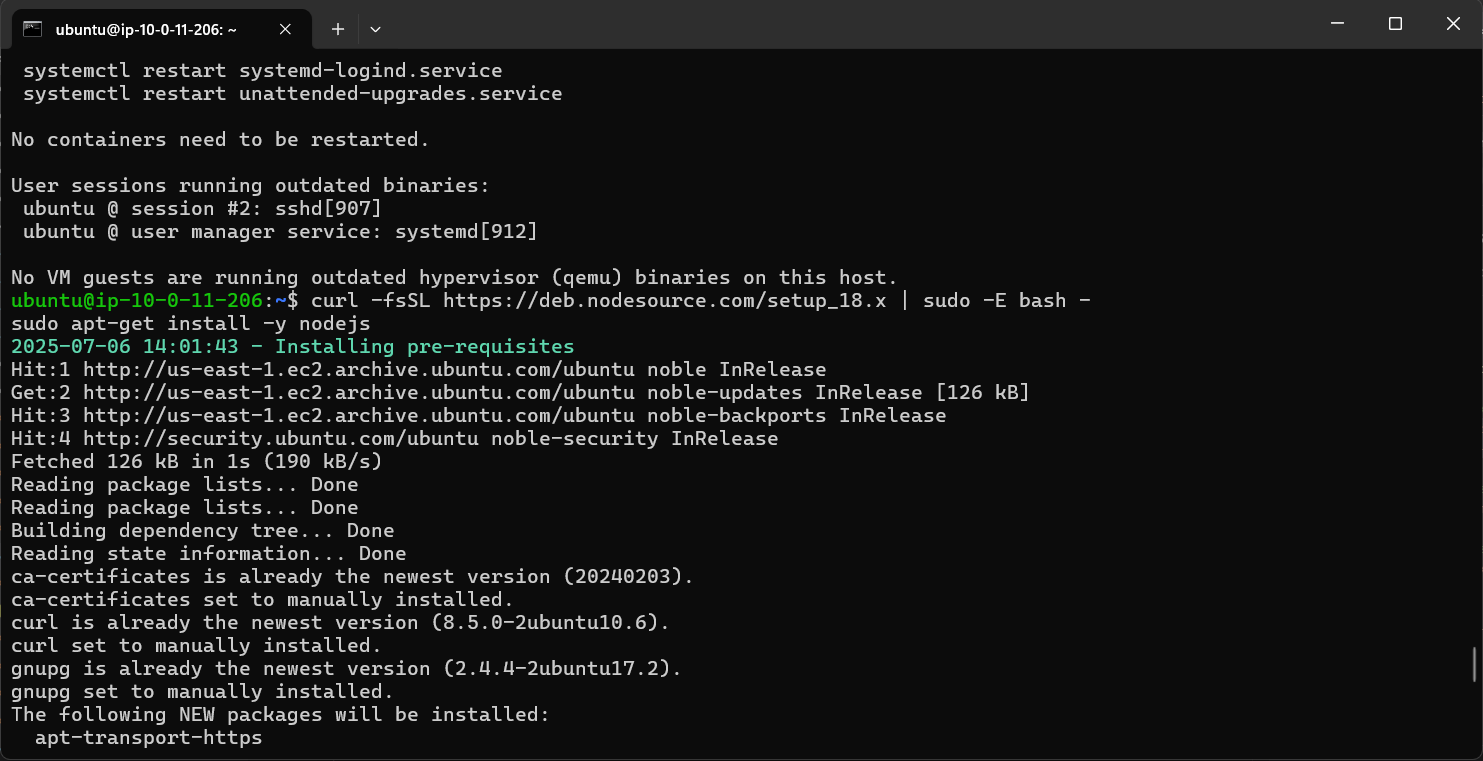 ubuntu@ip-10-0-11-206: ~
systemctl restart systemd-logind.service
systemctl restart unattended-upgrades.service
No containers need to be restarted.
User sessions running outdated binaries:
ubuntu @ session #2: sshd[907]
ubuntu @ user manager service: systemd[912]
No VM guests are running outdated hypervisor (qemu) binaries on this host.
ubuntu@ip-10-0-11-206:~$ curl -fsSL https://deb.nodesource.com/setup_18.x | sudo -E bash -
sudo apt-get install -y nodejs
2025-07-06 14:01:43 - Installing pre-requisites
Hit:1 http://us-east-1.ec2.archive.ubuntu.com/ubuntu noble InRelease
Get:2 http://us-east-1.ec2.archive.ubuntu.com/ubuntu noble-updates InRelease [126 kB]
Hit:3 http://us-east-1.ec2.archive.ubuntu.com/ubuntu noble-backports InRelease
Hit:4 http://security.ubuntu.com/ubuntu noble-security InRelease
Fetched 126 kB in 1s (190 kB/s)
Reading package lists... Done
Reading package lists... Done
Building dependency tree... Done
Reading state information... Done
ca-certificates is already the newest version (20240203).
ca-certificates set to manually installed.
curl is already the newest version (8.5.0-2ubuntu10.6).
curl set to manually installed.
gnupg is already the newest version (2.4.4-2ubuntu17.2).
gnupg set to manually installed.
The following NEW packages will be installed:
apt-transport-https